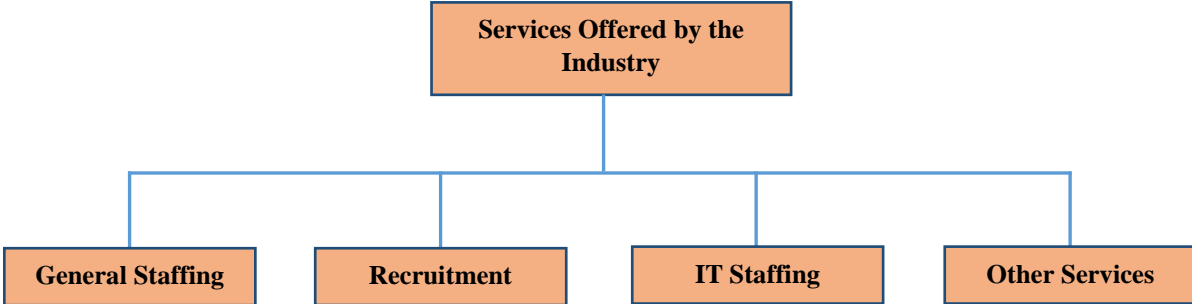 Services Offered by the
Industry
General Staffing
Recruitment
IT Staffing
Other Services